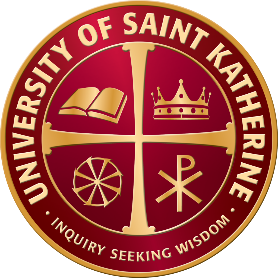 UNIVERSITY OF SAINT KATHERINE
· INQUIRY SEEKING WISDOM ·